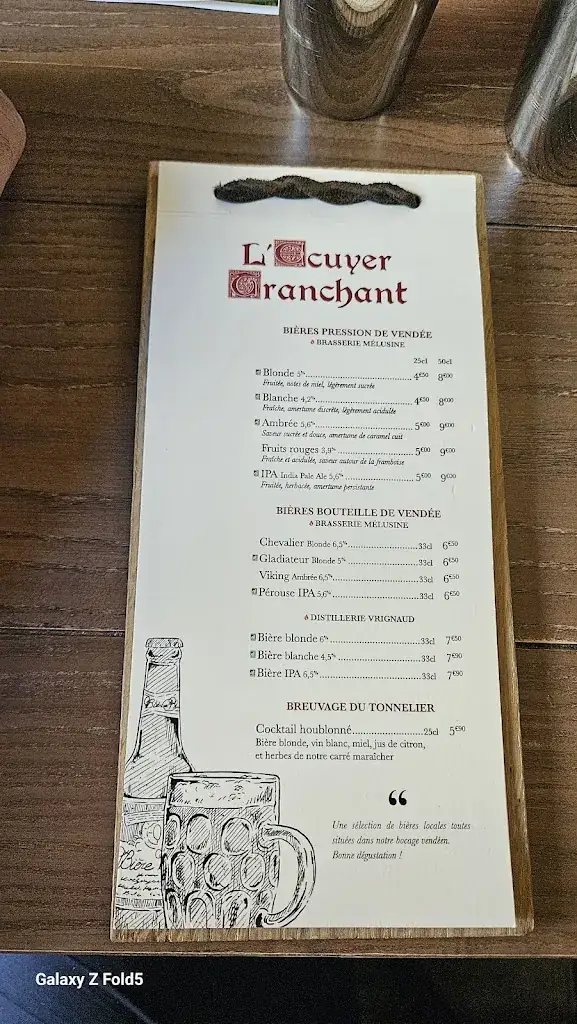 L'Ecuyer
Tranchant
BIÈRES PRESSION DE VENDÉE
BRASSERIE MÉLUSINE
25cl 50cl
Blonde 5%........................................4€50 8€00
Fruitée, notes de miel, légèrement sucrée
Blanche 4,2%........................................4€50 8€00
Fraîche, amertume discrète, légèrement acidulée
Ambrée 5,6%........................................5€00 9€00
Saveur sucrée et douce, amertume de caramel cuit
Fruits rouges 3,9%........................................5€00 9€00
Fraîche et acidulée, saveur autour de la framboise
IPA India Pale Ale 5,6%........................................5€00 9€00
Fruitée, herbacée, amertume persistante
BIÈRES BOUTEILLE DE VENDÉE
BRASSERIE MÉLUSINE
Chevalier Blonde 6,5%........................................33cl 6€50
Gladiateur Blonde 5%........................................33cl 6€50
Viking Ambrée 6,5%........................................33cl 6€50
Pérouse IPA 5,6%........................................33cl 6€50
DISTILLERIE VRIGNAUD
Bière blonde 6%........................................33cl 7€50
Bière blanche 4,5%........................................33cl 7€90
Bière IPA 6,5%........................................33cl 7€90
BREUVAGE DU TONNELIER
Cocktail houblonné........................................25cl 5€90
Bière blonde, vin blanc, miel, jus de citron,
et herbes de notre carré maraîcher
“
Une sélection de bières locales toutes
situées dans notre bocage vendéen.
Bonne dégustation !
Bière
Galaxy Z Fold5